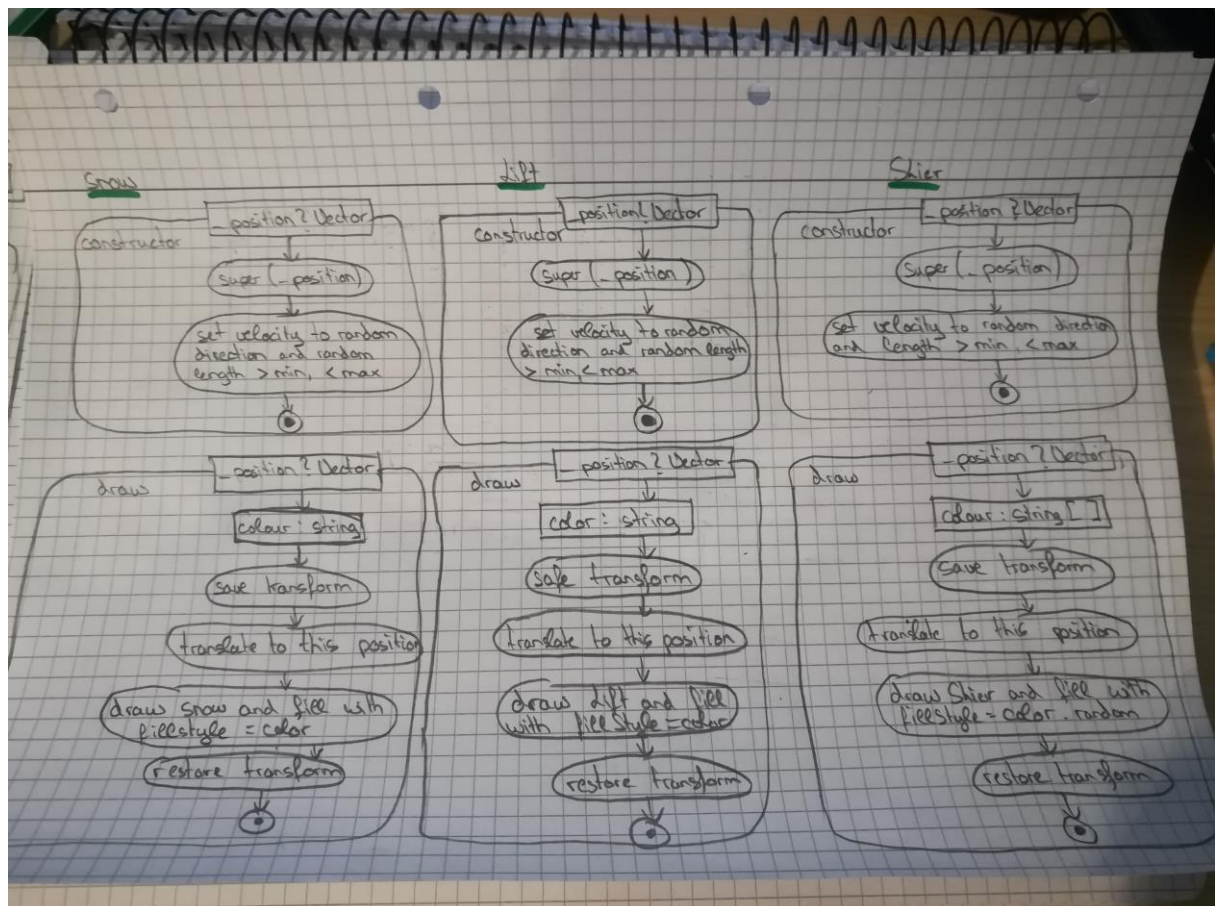 Snow
constructor
_position? Vector
super (_position)
set velocity to random
direction and random
length > min, < max
draw
_position? Vector
colour: string
save transform
translate to this position
draw snow and fill with
fillstyle = color
restore transform
Lift
constructor
_position? Vector
super (_position)
set velocity to random
direction and random length
> min, < max
draw
_position? Vector
color: string
safe transform
translate to this position
draw Lift and fill
with fillStyle = color
restore transform
Skier
constructor
_position? Vector
super (_position)
set velocity to random direction
and length > min, < max
draw
_position? Vector
colour: string[]
save transform
translate to this position
draw Skier and fill with
fillStyle = color.random
restore transform